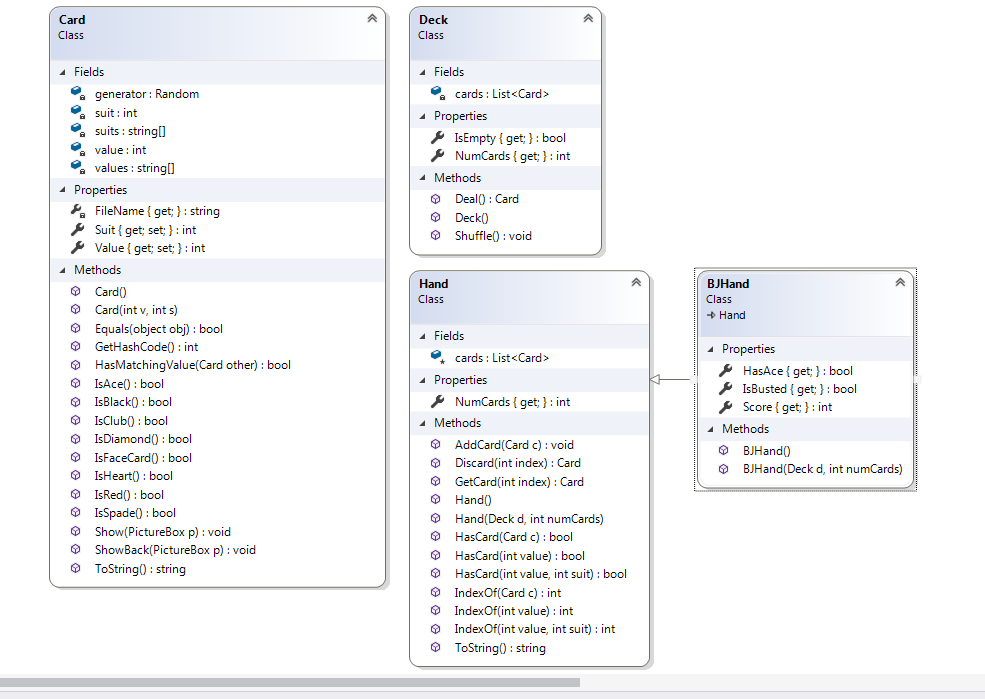 Card
Class
Fields
generator : Random
suit : int
suits : string[]
value : int
values : string[]
Properties
FileName { get; } : string
Suit { get; set; } : int
Value { get; set; } : int
Methods
Card()
Card(int v, int s)
Equals(object obj) : bool
GetHashCode() : int
HasMatchingValue(Card other) : bool
IsAce() : bool
IsBlack() : bool
IsClub() : bool
IsDiamond() : bool
IsFaceCard() : bool
IsHeart() : bool
IsRed() : bool
IsSpade() : bool
Show(PictureBox p) : void
ShowBack(PictureBox p) : void
ToString() : string
Deck
Class
Fields
cards : List<Card>
Properties
IsEmpty { get; } : bool
NumCards { get; } : int
Methods
Deal() : Card
Deck()
Shuffle() : void
Hand
Class
Fields
cards : List<Card>
Properties
NumCards { get; } : int
Methods
AddCard(Card c) : void
Discard(int index) : Card
GetCard(int index) : Card
Hand()
Hand(Deck d, int numCards)
HasCard(Card c) : bool
HasCard(int value) : bool
HasCard(int value, int suit) : bool
IndexOf(Card c) : int
IndexOf(int value) : int
IndexOf(int value, int suit) : int
ToString() : string
BJHand
Class
Hand
Properties
HasAce { get; } : bool
IsBusted { get; } : bool
Score { get; } : int
Methods
BJHand()
BJHand(Deck d, int numCards)